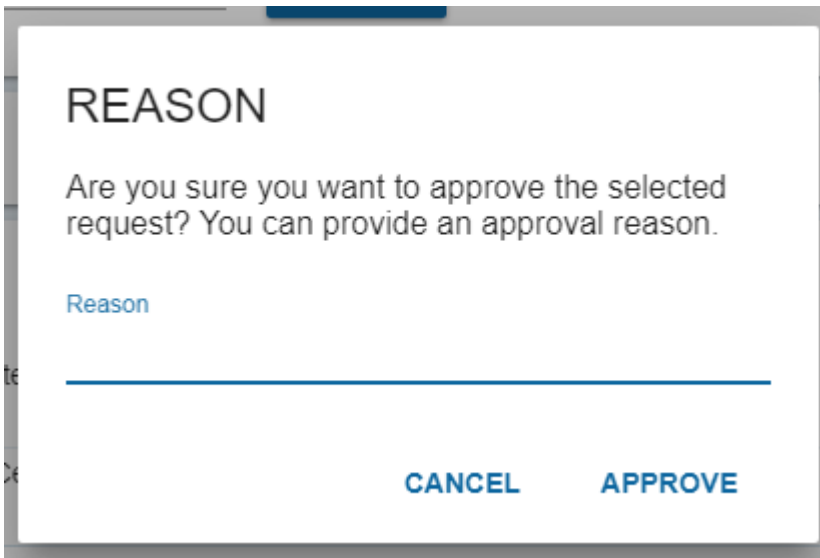 REASON
Are you sure you want to approve the selected
request? You can provide an approval reason.
Reason
CANCEL APPROVE